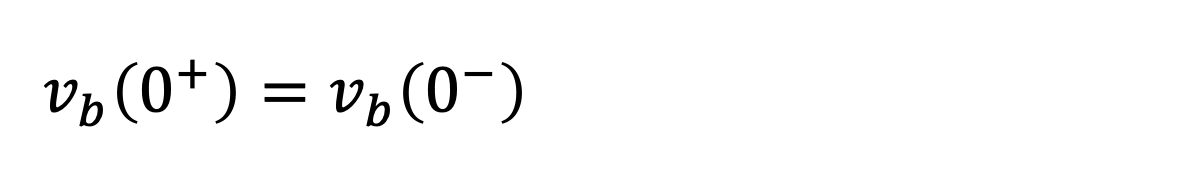 v_b(0⁺) = v_b(0⁻)